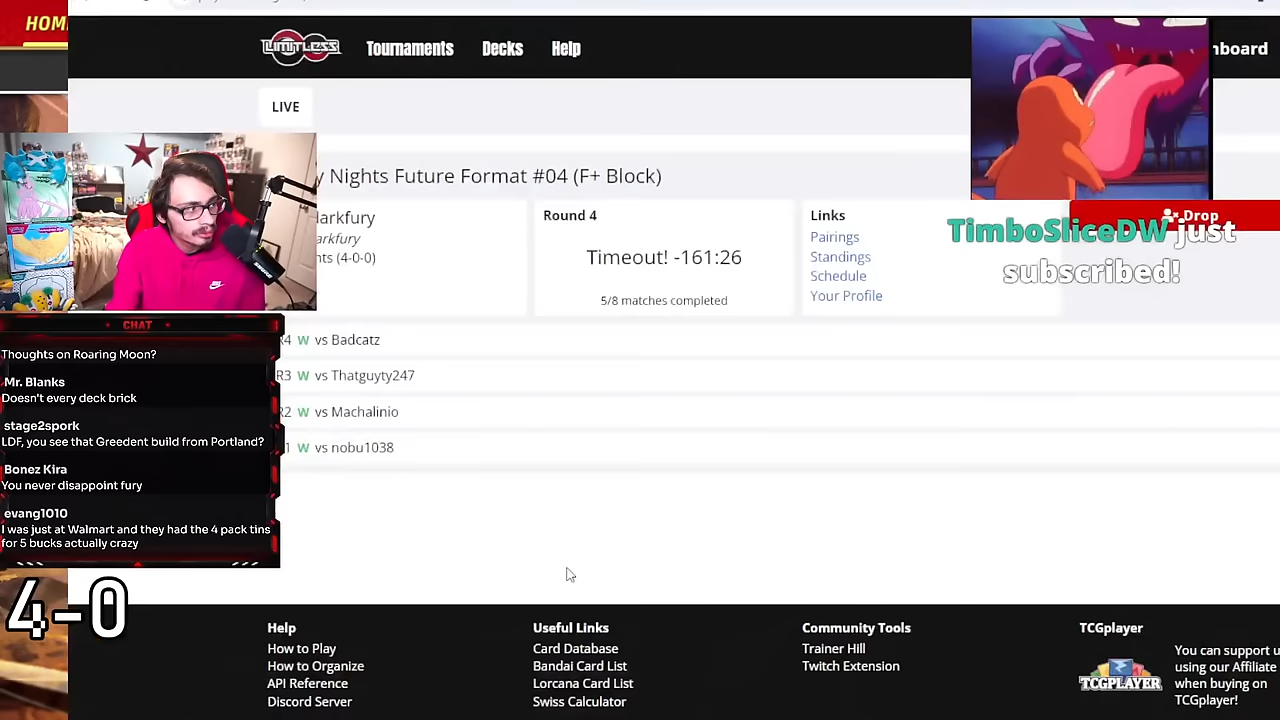 HOM
LIMITLESS
Tournaments
Decks
Help
nboard
LIVE
y Nights Future Format #04 (F+ Block)
darkfury
arkfury
nts (4-0-0)
Round 4
Timeout! -161:26
5/8 matches completed
Links
Pairings
Standings
Schedule
Your Profile
Drop
TimboSliceDW just
subscribed!
R4 W vs Badcatz
R3 W vs Thatguyty247
R2 W vs Machalinio
1 W vs nobu1038
CHAT
Thoughts on Roaring Moon?
Mr. Blanks
Doesn't every deck brick
stage2spork
LDF, you see that Greedent build from Portland?
Bonez Kira
You never disappoint fury
evang1010
I was just at Walmart and they had the 4 pack tins
for 5 bucks actually crazy
4-0
Help
How to Play
How to Organize
API Reference
Discord Server
Useful Links
Card Database
Bandai Card List
Lorcana Card List
Swiss Calculator
Community Tools
Trainer Hill
Twitch Extension
TCGplayer
TCGPLAYER
You can support u
using our Affiliate
when buying on
TCGPlayer!